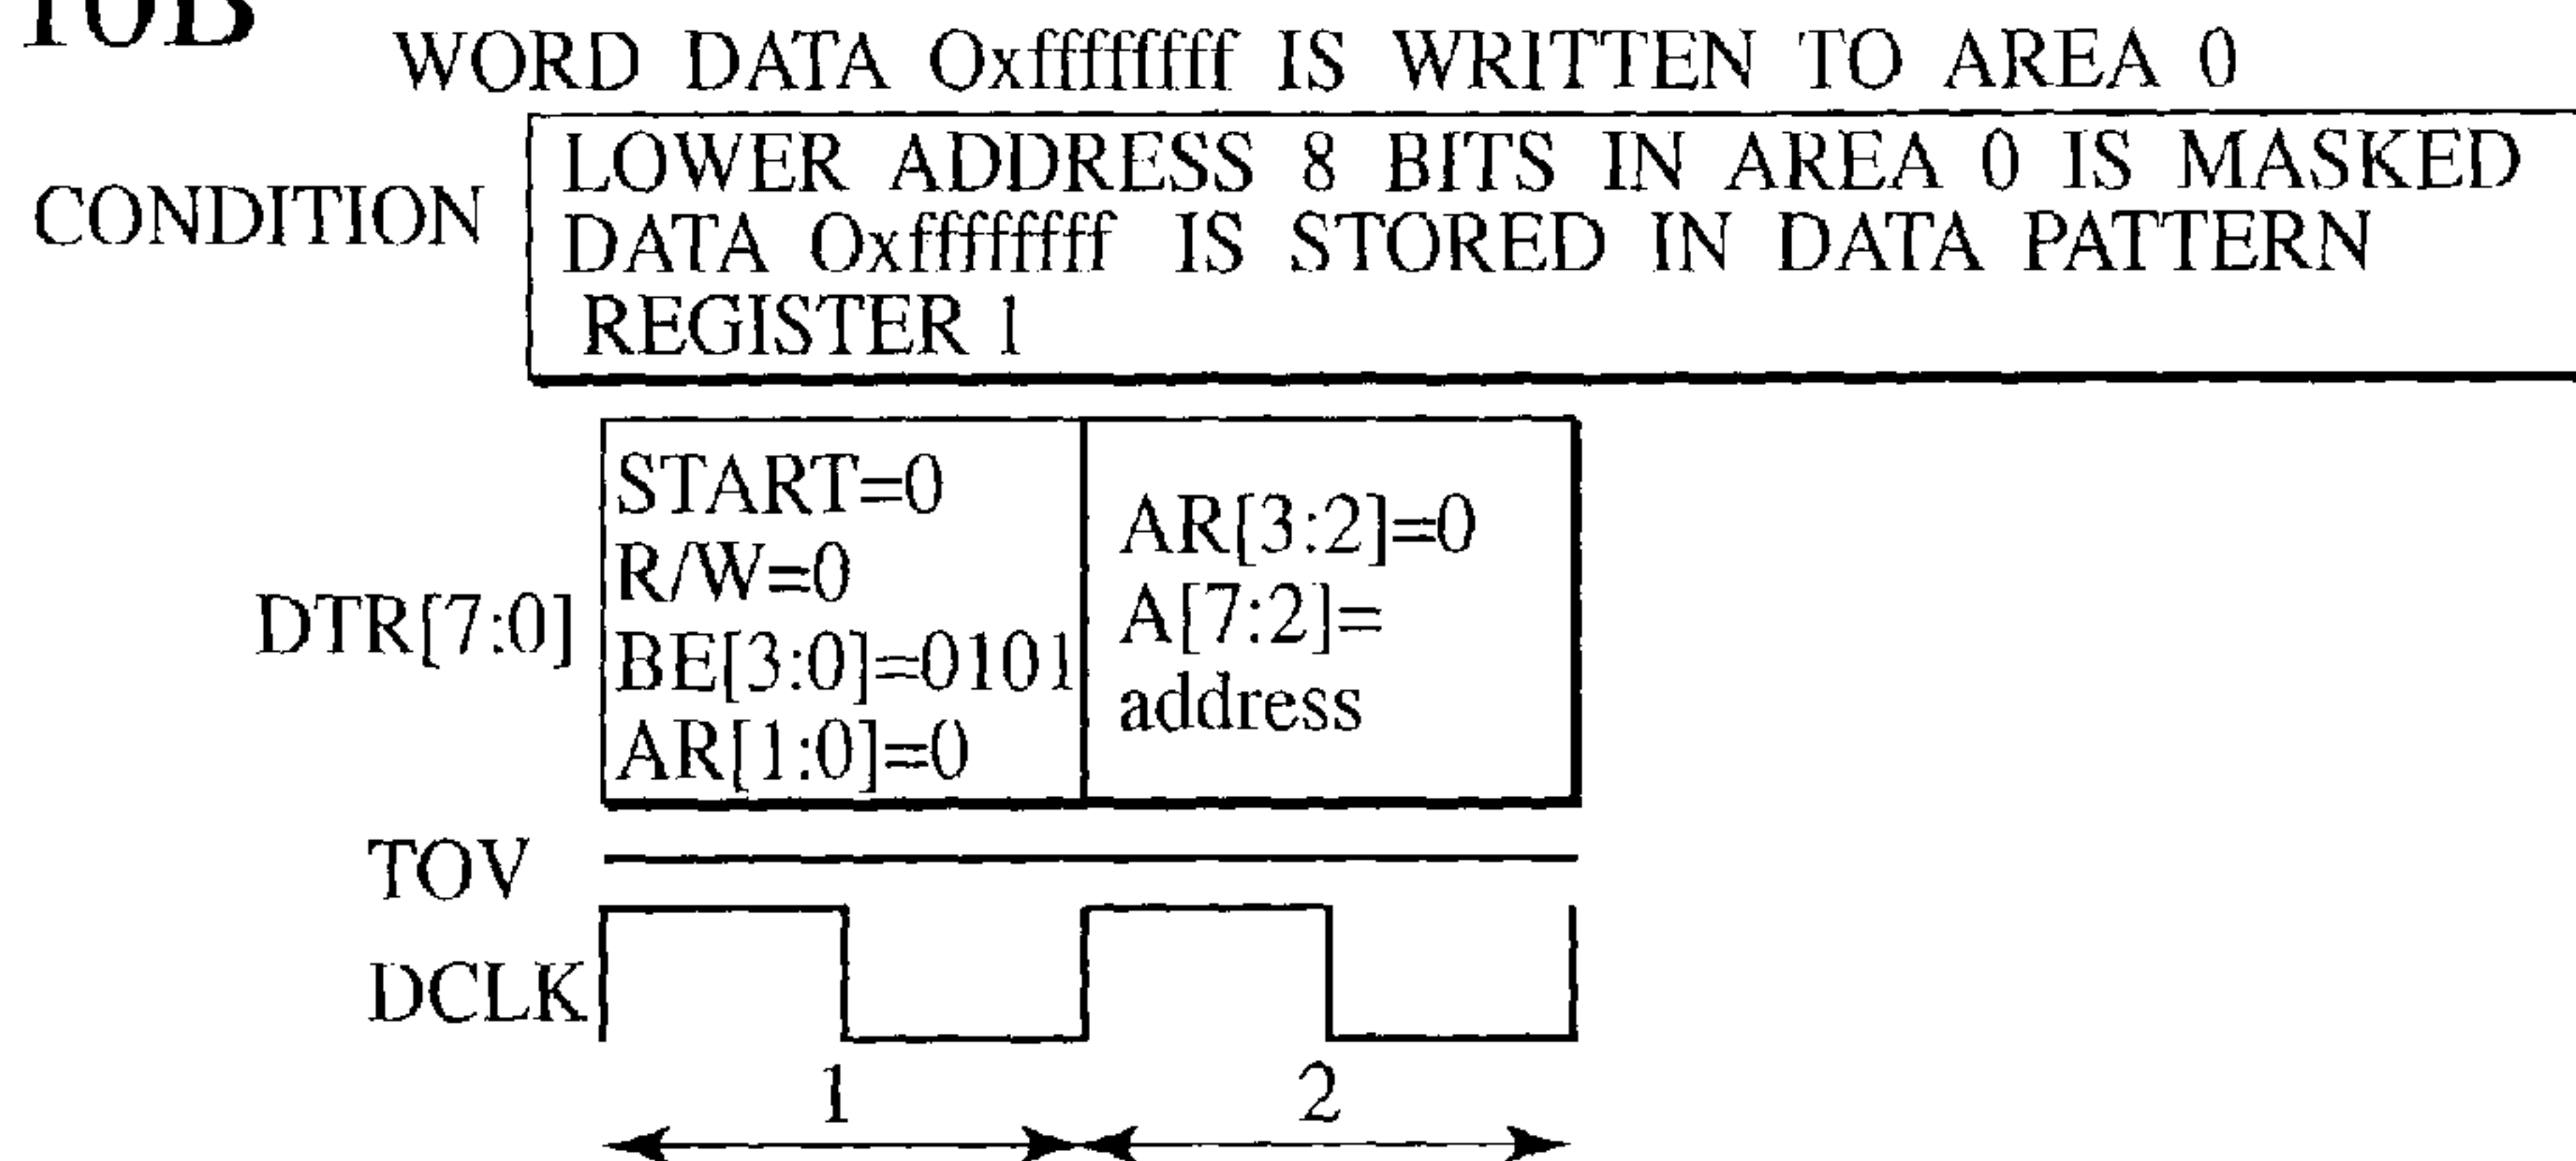 10B
WORD DATA 0xffffffff IS WRITTEN TO AREA 0
CONDITION
LOWER ADDRESS 8 BITS IN AREA 0 IS MASKED
DATA 0xffffffff IS STORED IN DATA PATTERN
REGISTER 1
DTR[7:0]
START=0
R/W=0
BE[3:0]=0101
AR[1:0]=0
AR[3:2]=0
A[7:2]=
address
TOV
DCLK
1 2